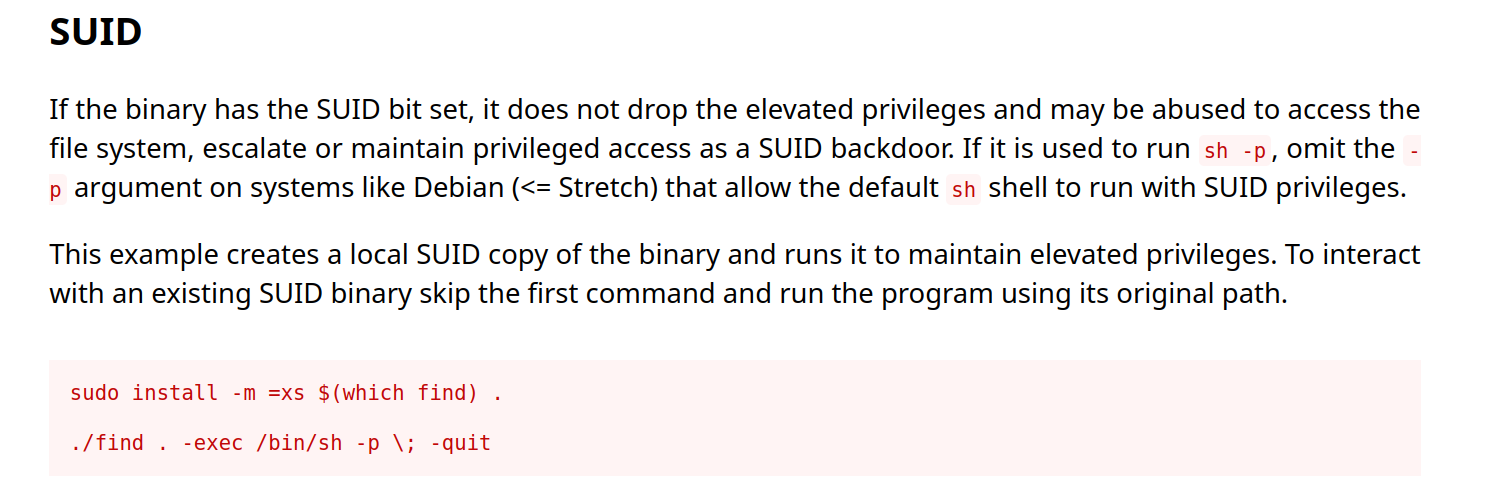 SUID
If the binary has the SUID bit set, it does not drop the elevated privileges and may be abused to access the
file system, escalate or maintain privileged access as a SUID backdoor. If it is used to run sh -p, omit the -
p argument on systems like Debian (<= Stretch) that allow the default sh shell to run with SUID privileges.
This example creates a local SUID copy of the binary and runs it to maintain elevated privileges. To interact
with an existing SUID binary skip the first command and run the program using its original path.
sudo install -m =xs $(which find) .
./find . -exec /bin/sh -p \; -quit